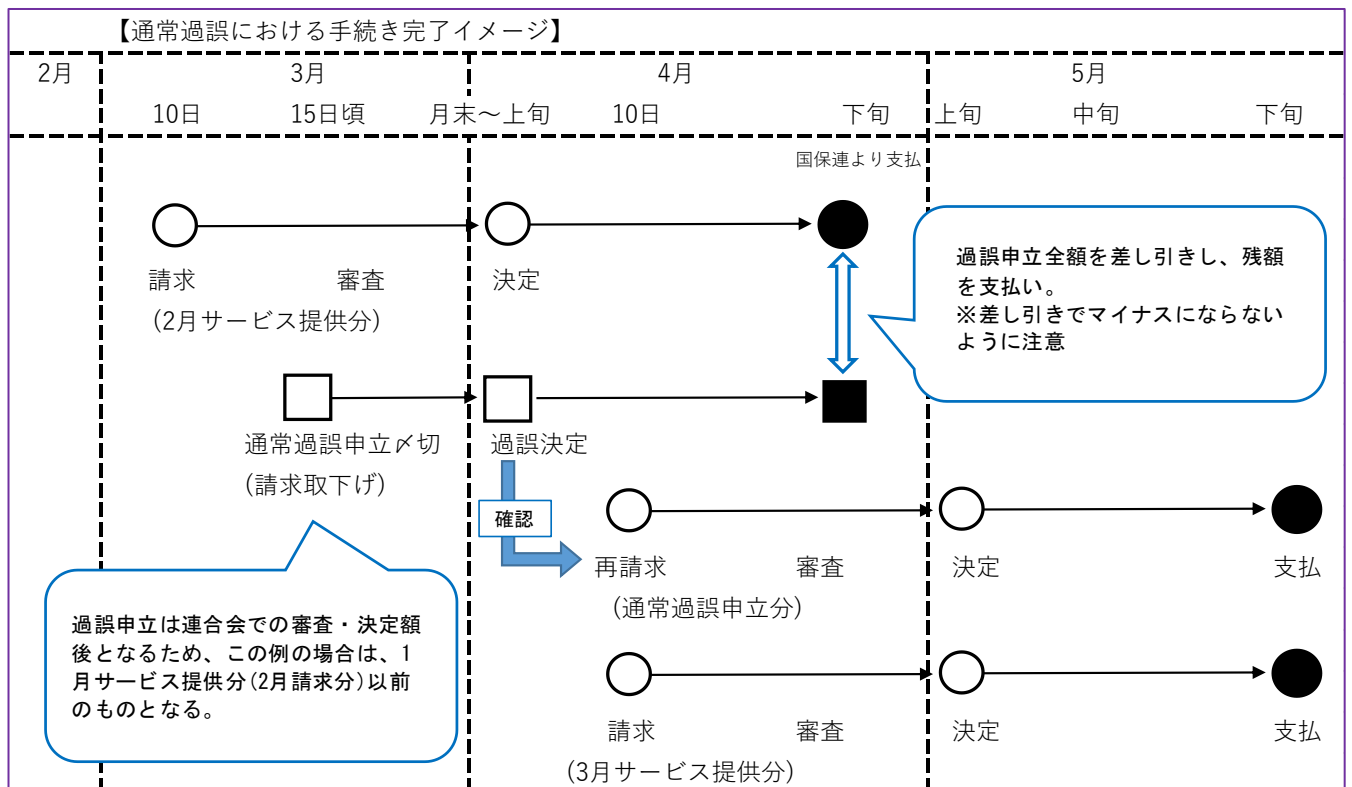 【通常過誤における手続き完了イメージ】
2月 3月 4月 5月
10日 15日頃 月末～上旬 10日 下旬 上旬 中旬 下旬
国保連より支払
請求 審査 決定
(2月サービス提供分)
過誤申立全額を差し引きし、残額
を支払い。
※差し引きでマイナスにならない
ように注意
通常過誤申立〆切 過誤決定
(請求取下げ)
確認
再請求 審査 決定 支払
(通常過誤申立分)
過誤申立は連合会での審査・決定額
後となるため、この例の場合は、1
月サービス提供分(2月請求分)以前
のものとなる。
請求 審査 決定 支払
(3月サービス提供分)